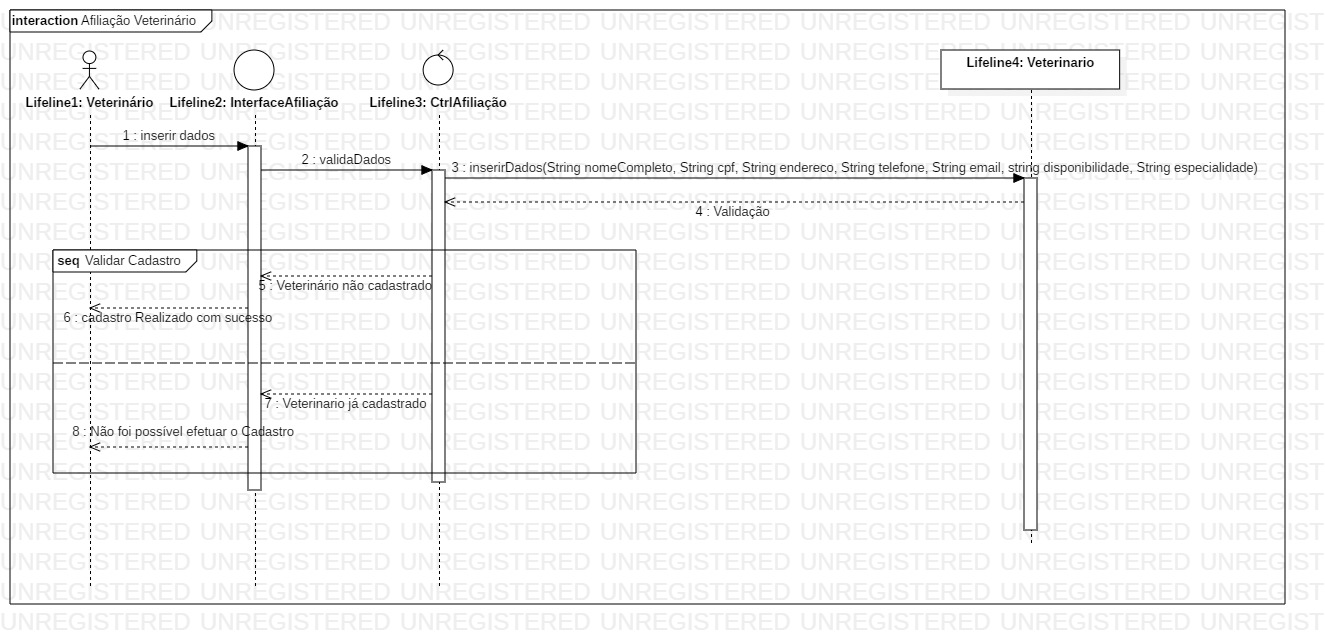 interaction Afiliação Veterinário
Lifeline1: Veterinário
Lifeline2: InterfaceAfiliação
Lifeline3: CtrlAfiliação
Lifeline4: Veterinario
1 : inserir dados
2 : validaDados
3 : inserirDados(String nomeCompleto, String cpf, String endereco, String telefone, String email, string disponibilidade, String especialidade)
4 : Validação
seq Validar Cadastro
5 : Veterinário não cadastrado
6 : cadastro Realizado com sucesso
7 : Veterinario já cadastrado
8 : Não foi possível efetuar o Cadastro
UNREGISTERED UNREGISTERED UNREGISTERED UNREGISTERED UNREGISTERED UNREGISTERED UNREGIST